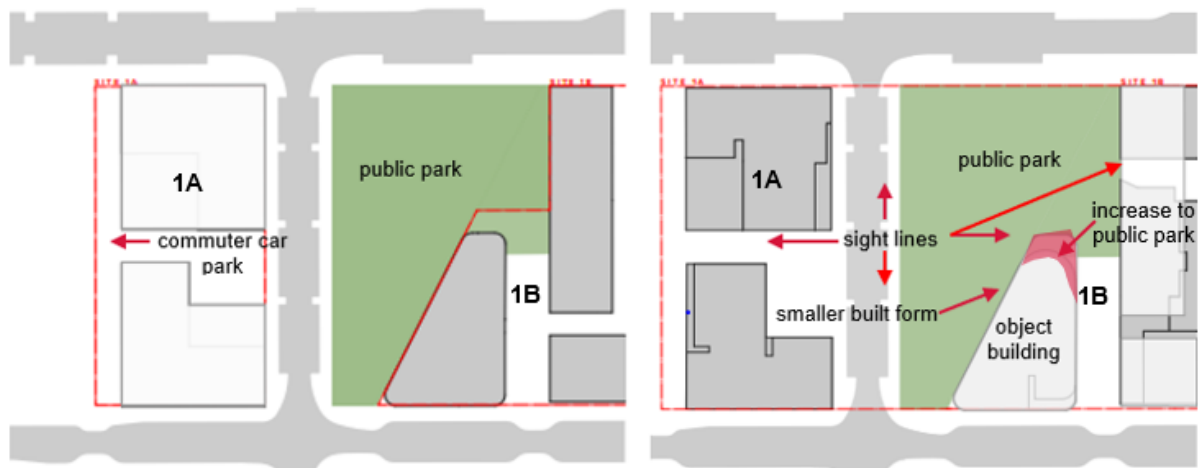 SITE 1A
SITE 1B
1A
public park
commuter car
park
1B
SITE 1A
SITE 1B
1A
public park
increase to
public park
sight lines
1B
smaller built form
object
building